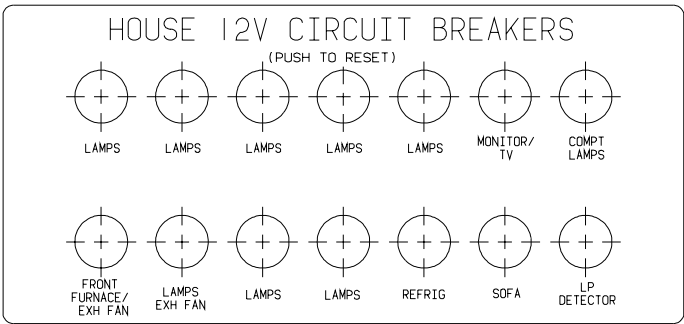 HOUSE 12V CIRCUIT BREAKERS
(PUSH TO RESET)
LAMPS LAMPS LAMPS LAMPS LAMPS MONITOR/ TV COMPT LAMPS
FRONT FURNACE/ EXH FAN LAMPS EXH FAN LAMPS LAMPS REFRIG SOFA LP DETECTOR